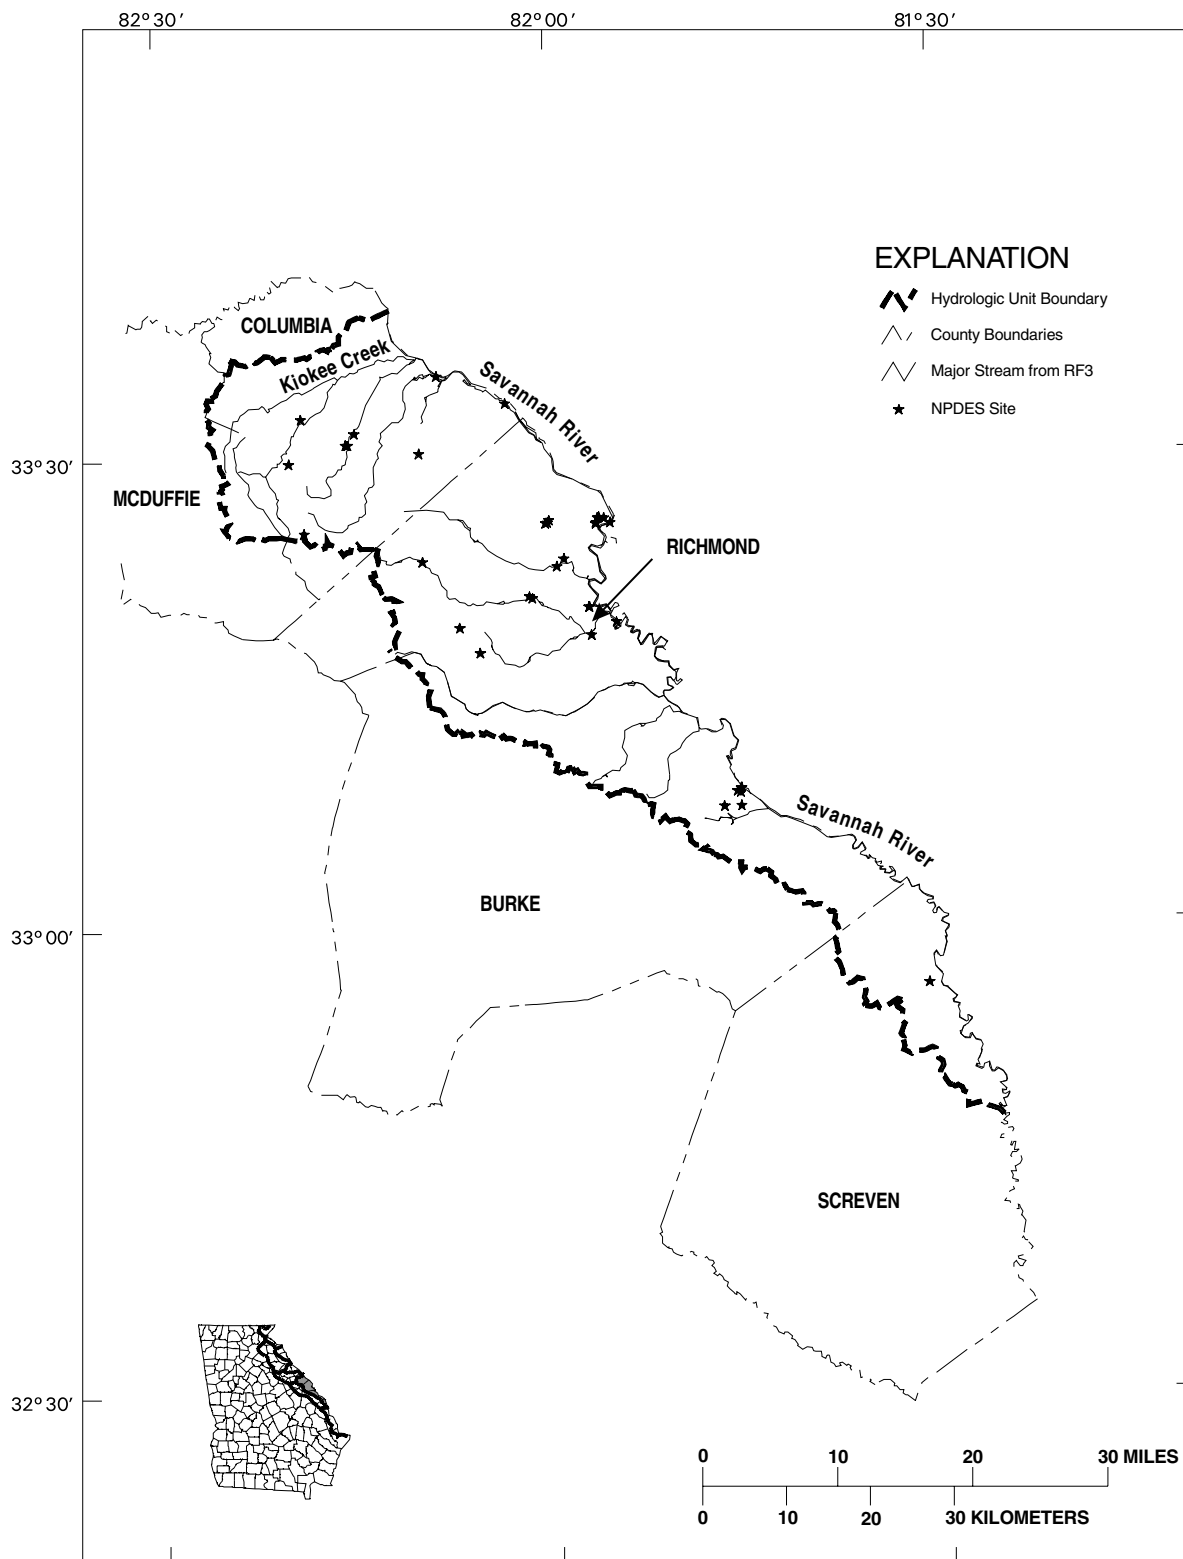 82° 30′
82° 00′
81° 30′
EXPLANATION
Hydrologic Unit Boundary
County Boundaries
Major Stream from RF3
NPDES Site
COLUMBIA
Kiokee Creek
Savannah River
33° 30′
MCDUFFIE
RICHMOND
Savannah River
BURKE
33° 00′
SCREVEN
32° 30′
0 10 20 30 MILES
0 10 20 30 KILOMETERS